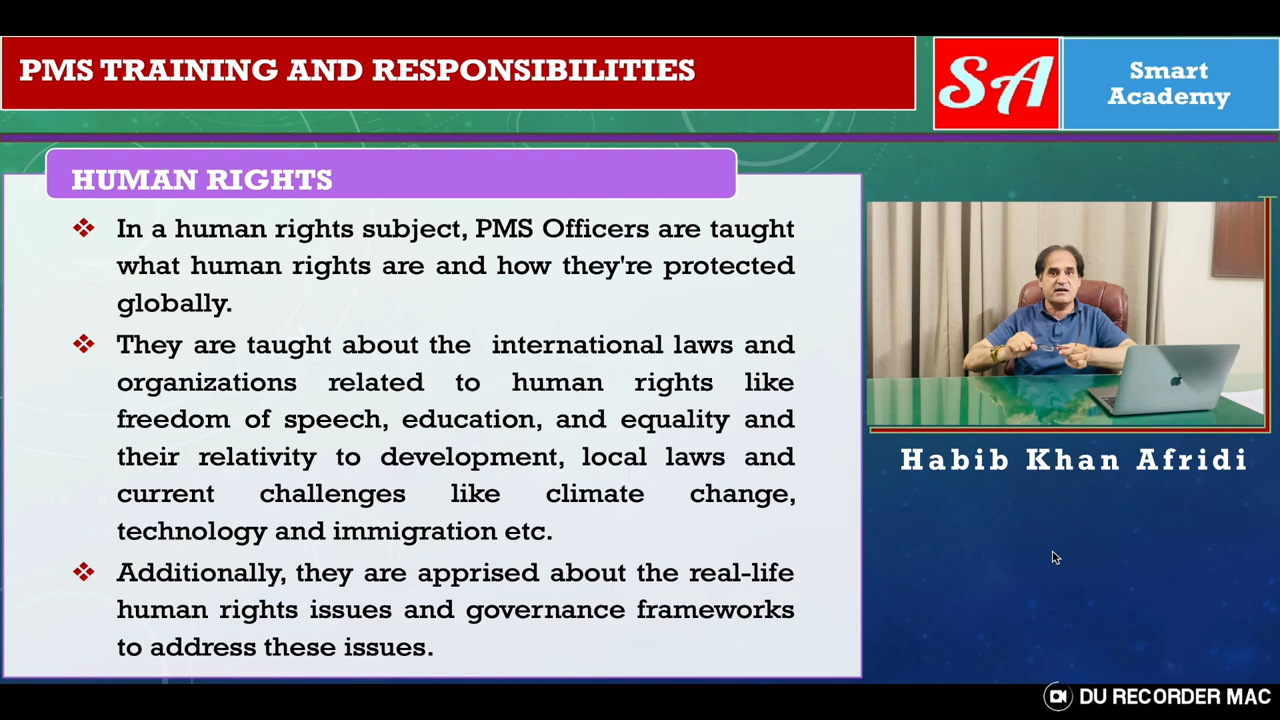 PMS TRAINING AND RESPONSIBILITIES
SA
Smart
Academy
HUMAN RIGHTS
In a human rights subject, PMS Officers are taught
what human rights are and how they're protected
globally.
They are taught about the international laws and
organizations related to human rights like
freedom of speech, education, and equality and
their relativity to development, local laws and
current challenges like climate change,
technology and immigration etc.
Additionally, they are apprised about the real-life
human rights issues and governance frameworks
to address these issues.
Habib Khan Afridi
DU RECORDER MAC